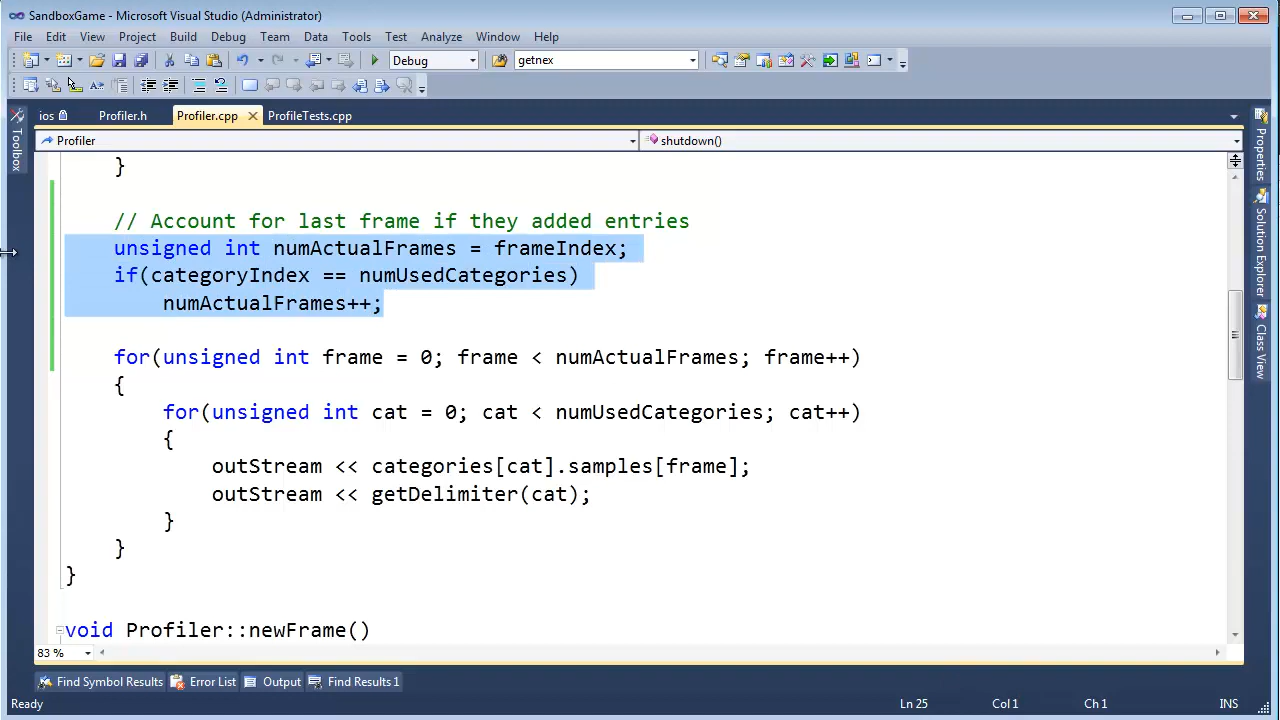 SandboxGame - Microsoft Visual Studio (Administrator)
File Edit View Project Build Debug Team Data Tools Test Analyze Window Help
Debug getnex
ios Profiler.h Profiler.cpp ProfileTests.cpp
Profiler shutdown()
Toolbox
Properties
Solution Explorer
Class View
}
// Account for last frame if they added entries
unsigned int numActualFrames = frameIndex;
if(categoryIndex == numUsedCategories)
numActualFrames++;
for(unsigned int frame = 0; frame < numActualFrames; frame++)
{
for(unsigned int cat = 0; cat < numUsedCategories; cat++)
{
outStream << categories[cat].samples[frame];
outStream << getDelimiter(cat);
}
}
}
void Profiler::newFrame()
83 %
Find Symbol Results Error List Output Find Results 1
Ready Ln 25 Col 1 Ch 1 INS